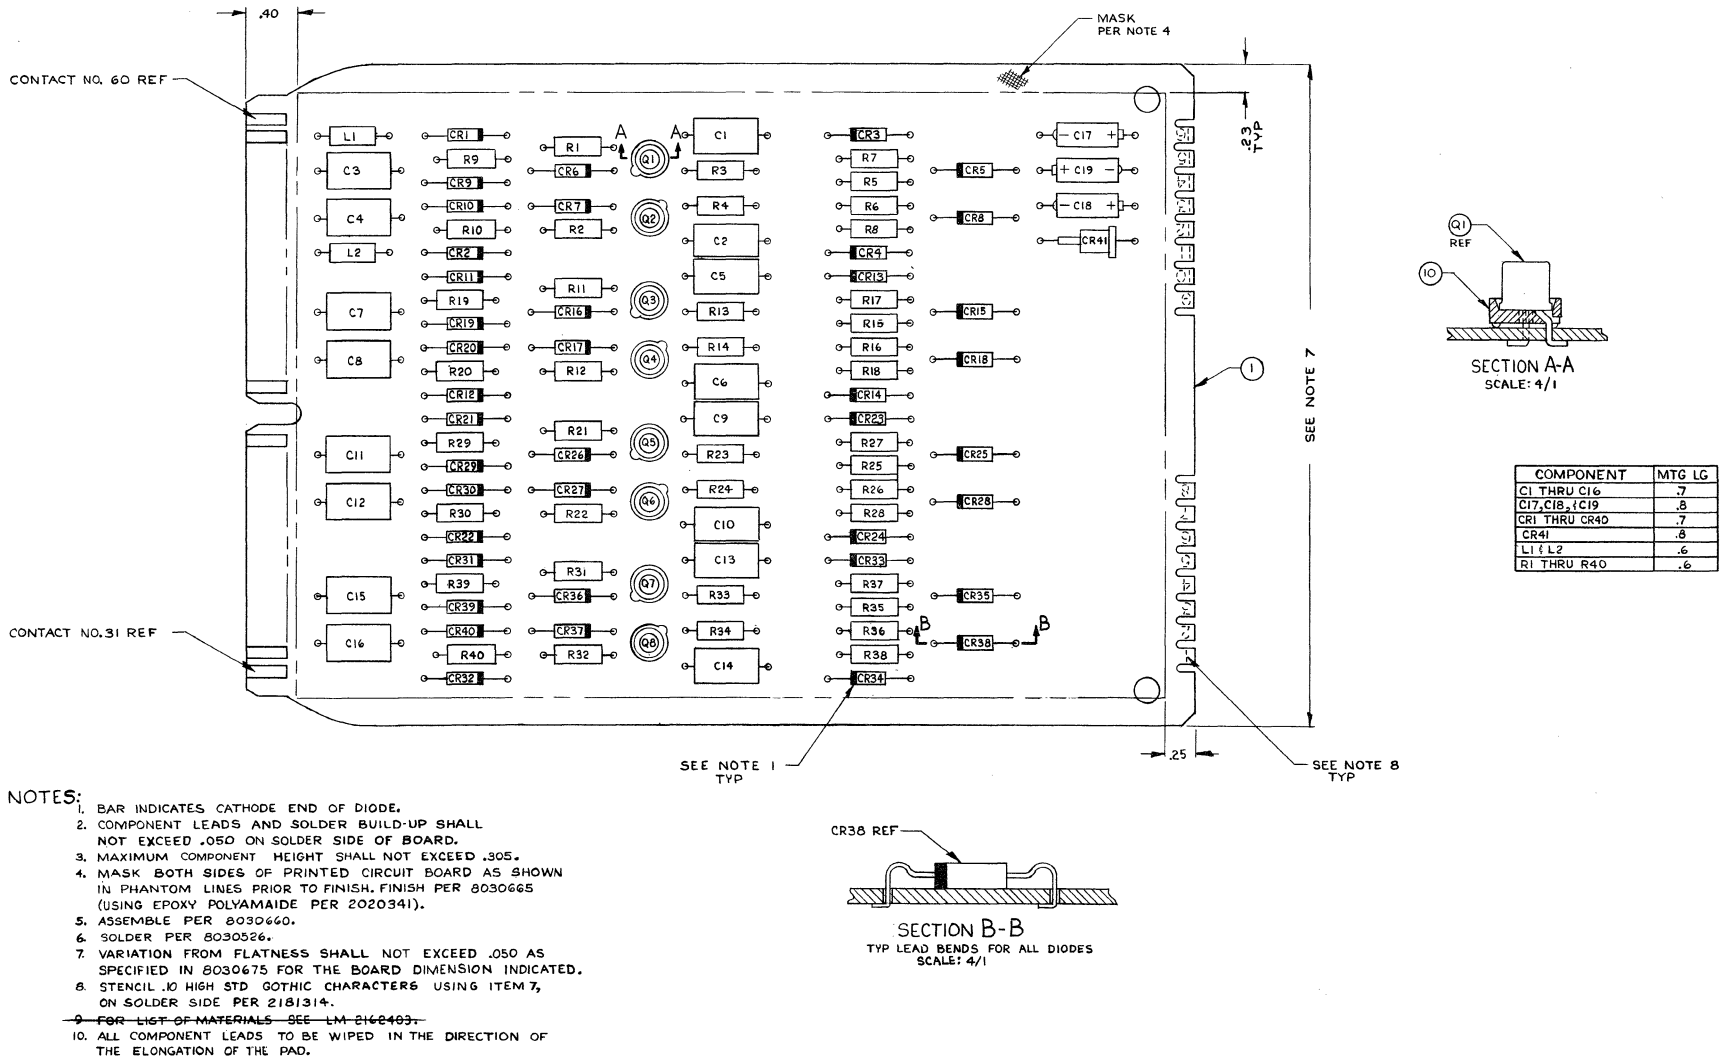 .40
MASK
PER NOTE 4
CONTACT NO. 60 REF
.23
TYP
L1
CR1
R1
A
A
Q1
C1
CR3
C17
C3
R9
CR6
R3
R7
CR5
C19
CR9
R5
C4
CR10
CR7
Q2
R4
R6
CR8
C18
R10
R2
C2
R8
CR41
L2
CR2
CR4
CR11
C5
CR13
R19
R11
Q3
R17
C7
CR19
CR16
R13
R15
CR15
CR20
CR17
R14
R16
C8
R20
R12
Q4
R18
CR18
CR12
C6
CR14
CR21
C9
CR23
R29
R21
Q5
R27
C11
CR29
CR26
R23
R25
CR25
CR30
CR27
R24
R26
C12
R30
R22
Q6
R28
CR28
CR22
C10
CR24
CR31
C13
CR33
R39
R31
Q7
R37
C15
CR39
CR36
R33
R35
CR35
CR40
CR37
R34
R36
B
B
C16
R40
R32
Q8
R38
CR38
CR32
C14
CR34
CONTACT NO.31 REF
1
SEE NOTE 7
Q1
REF
10
SECTION A-A
SCALE: 4/1
COMPONENT MTG LG
C1 THRU C16 .7
C17,C18,&C19 .8
CR1 THRU CR40 .7
CR41 .8
L1 & L2 .6
R1 THRU R40 .6
SEE NOTE 1
TYP
.25
SEE NOTE 8
TYP
NOTES:
1. BAR INDICATES CATHODE END OF DIODE.
2. COMPONENT LEADS AND SOLDER BUILD-UP SHALL
NOT EXCEED .050 ON SOLDER SIDE OF BOARD.
3. MAXIMUM COMPONENT HEIGHT SHALL NOT EXCEED .305.
4. MASK BOTH SIDES OF PRINTED CIRCUIT BOARD AS SHOWN
IN PHANTOM LINES PRIOR TO FINISH. FINISH PER 8030665
(USING EPOXY POLYAMAIDE PER 2020341).
5. ASSEMBLE PER 8030660.
6. SOLDER PER 8030526.
7. VARIATION FROM FLATNESS SHALL NOT EXCEED .050 AS
SPECIFIED IN 8030675 FOR THE BOARD DIMENSION INDICATED.
8. STENCIL .10 HIGH STD GOTHIC CHARACTERS USING ITEM 7,
ON SOLDER SIDE PER 2181314.
9 FOR LIST OF MATERIALS SEE LM 2162403.
10. ALL COMPONENT LEADS TO BE WIPED IN THE DIRECTION OF
THE ELONGATION OF THE PAD.
CR38 REF
SECTION B-B
TYP LEAD BENDS FOR ALL DIODES
SCALE: 4/1